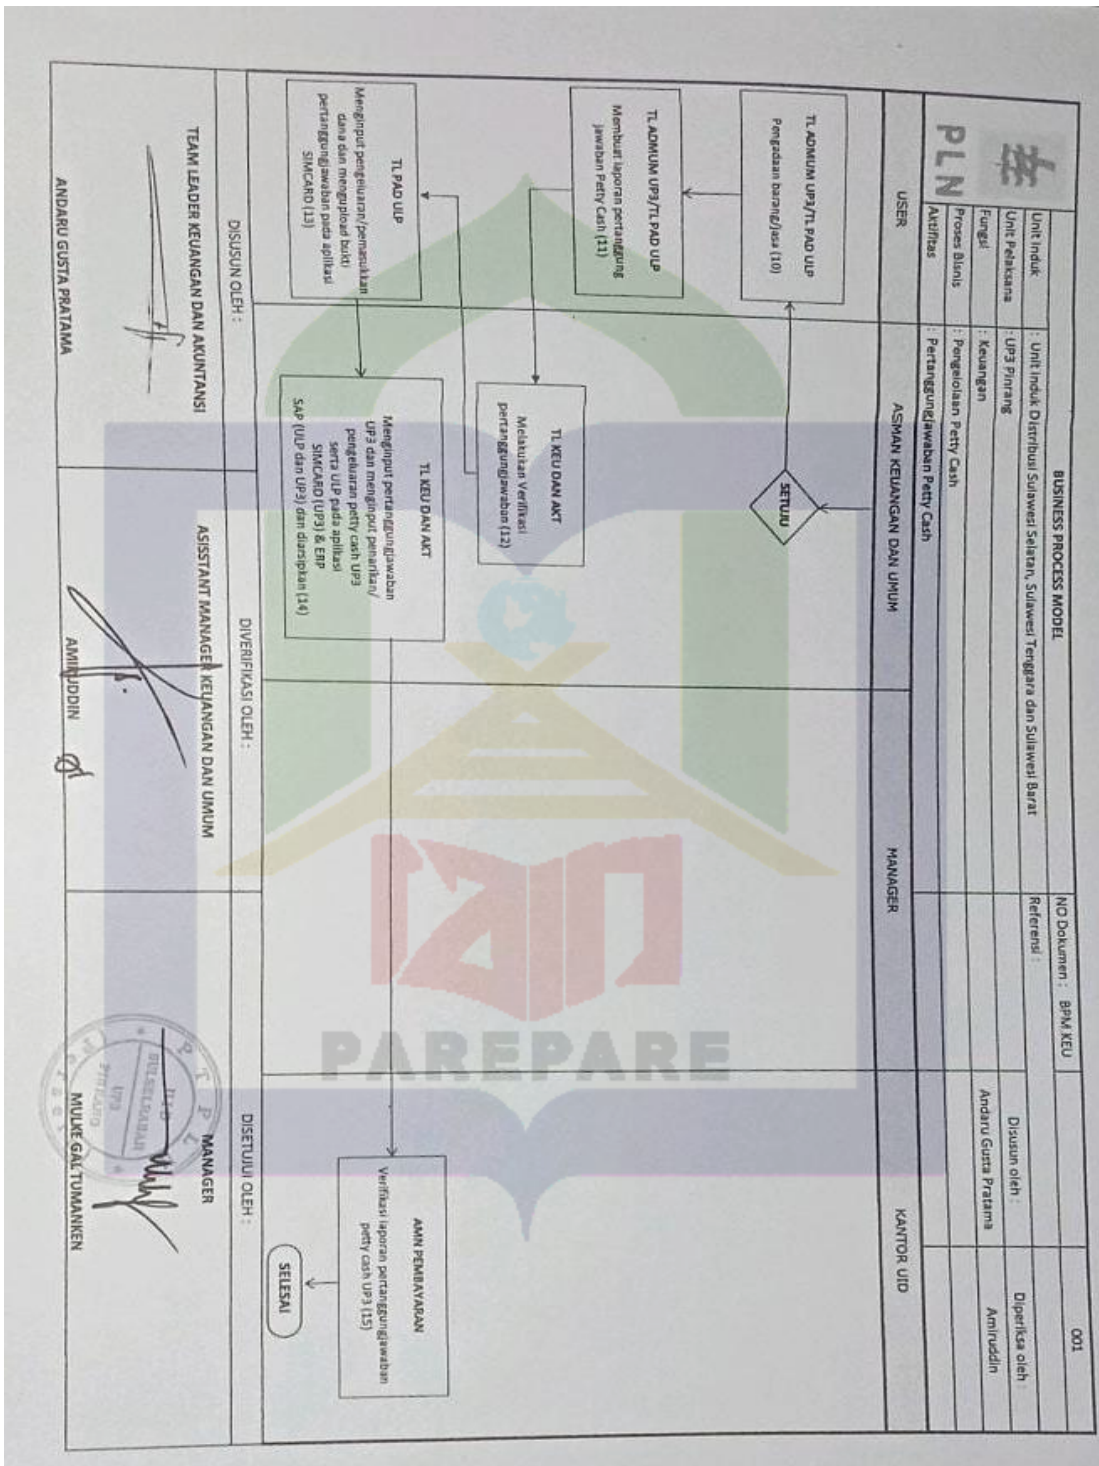 BUSINESS PROCESS MODEL
NO Dokumen : BPM KEU
001
PLN
Unit Induk : Unit Induk Distribusi Sulawesi Selatan, Sulawesi Tenggara dan Sulawesi Barat
Referensi :
Unit Pelaksana : UP3 Pinrang
Disusun oleh :
Diperiksa oleh :
Fungsi : Keuangan
Andaru Gusta Pratama
Amiruddin
Proses Bisnis : Pengelolaan Petty Cash
Aktifitas : Pertanggungjawaban Petty Cash
USER
ASMAN KEUANGAN DAN UMUM
MANAGER
KANTOR UID
TL ADMUM UP3/TL PAD ULP
Pengadaan barang/jasa (10)
SETUJU
TL ADMUM UP3/TL PAD ULP
Membuat laporan pertanggung
jawaban Petty Cash (11)
TL KEU DAN AKT
Melakukan Verifikasi
pertanggungjawaban (12)
TL PAD ULP
Menginput pengeluaran/pemasukkan
dana dan mengupload bukti
pertanggungjawaban pada aplikasi
SIMCARD (13)
TL KEU DAN AKT
Menginput pertanggungjawaban
UP3 dan menginput penarikan/
pengeluaran petty cash UP3
serta ULP pada aplikasi
SIMCARD (UP3) & ERP
SAP (ULP dan UP3) dan diarsipkan (14)
AMN PEMBAYARAN
Verifikasi laporan pertanggungjawaban
petty cash UP3 (15)
SELESAI
DISUSUN OLEH :
DIVERIFIKASI OLEH :
DISETUJUI OLEH :
TEAM LEADER KEUANGAN DAN AKUNTANSI
ASISSTANT MANAGER KEUANGAN DAN UMUM
MANAGER
ANDARU GUSTA PRATAMA
AMIRUDDIN
MULKE GAL TUMANKEN
PT PL
UID
SULSELRABAR
UP3
PINRANG
PAREPARE